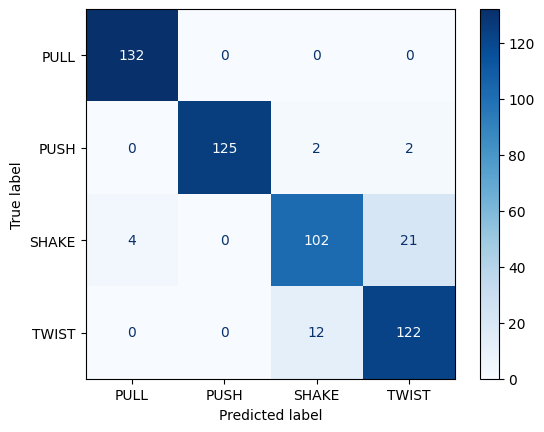 PULL 132 0 0 0
PUSH 0 125 2 2
SHAKE 4 0 102 21
TWIST 0 0 12 122
PULL PUSH SHAKE TWIST
Predicted label
True label
120
100
80
60
40
20
0